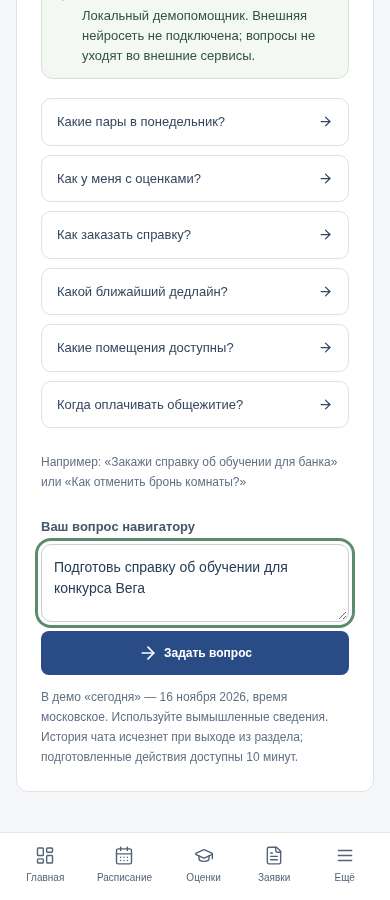 Локальный демопомощник. Внешняя
нейросеть не подключена; вопросы не
уходят во внешние сервисы.
Какие пары в понедельник?
Как у меня с оценками?
Как заказать справку?
Какой ближайший дедлайн?
Какие помещения доступны?
Когда оплачивать общежитие?
Например: «Закажи справку об обучении для банка»
или «Как отменить бронь комнаты?»
Ваш вопрос навигатору
Подготовь справку об обучении для
конкурса Вега
Задать вопрос
В демо «сегодня» — 16 ноября 2026, время
московское. Используйте вымышленные сведения.
История чата исчезнет при выходе из раздела;
подготовленные действия доступны 10 минут.
Главная
Расписание
Оценки
Заявки
Ещё